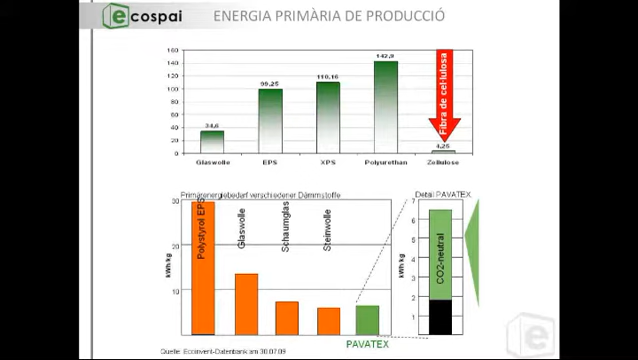 ecospai
ENERGIA PRIMÀRIA DE PRODUCCIÓ
160
140
120
100
80
60
40
20
0
34,6
99,25
110,16
142,9
4,25
Fibra de cel·lulosa
Glaswolle EPS XPS Polyurethan Zellulose
Primärenergiebedarf verschiedener Dämmstoffe
kWh/kg
30
20
10
Polystyrol EPS
Glaswolle
Schaumglas
Steinwolle
PAVATEX
Detail PAVATEX
kWh/kg
7
6
5
4
3
2
1
CO2-neutral
Quelle: Ecoinvent-Datenbank am 30.07.09